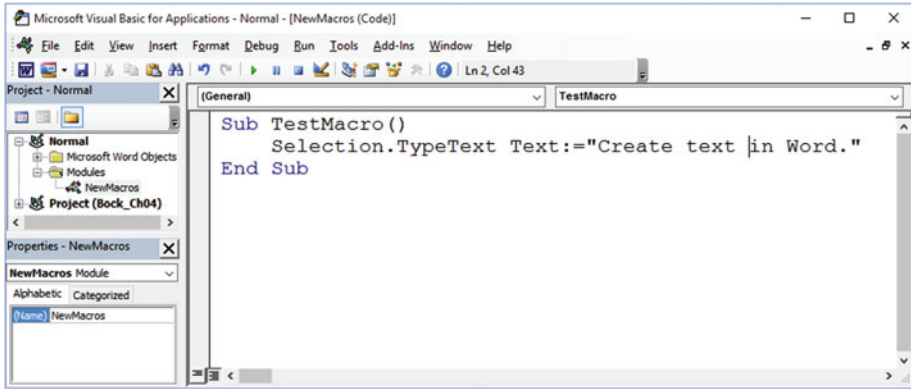 Microsoft Visual Basic for Applications - Normal - [NewMacros (Code)]
File Edit View Insert Format Debug Run Tools Add-Ins Window Help
Ln 2, Col 43
Project - Normal
Normal
Microsoft Word Objects
Modules
NewMacros
Project (Bock_Ch04)
Properties - NewMacros
NewMacros Module
Alphabetic Categorized
(Name) NewMacros
(General) TestMacro
Sub TestMacro()
Selection.TypeText Text:="Create text in Word."
End Sub